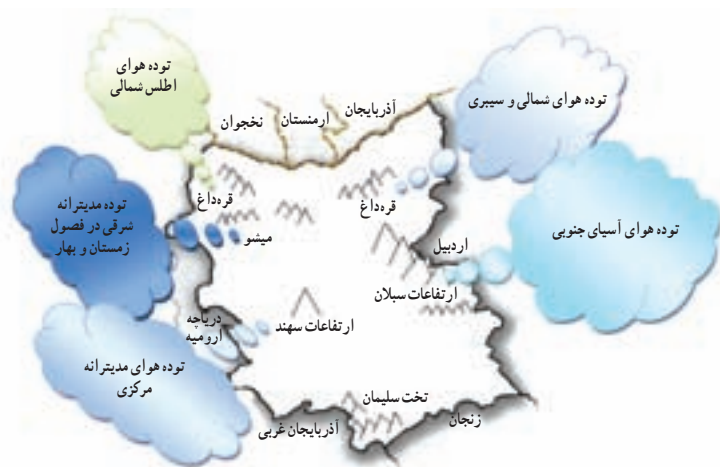 توده هوای
اطلس شمالی
نخجوان
ارمنستان
آذربایجان
توده هوای شمالی و سیبری
قره‌داغ
قره‌داغ
توده مدیترانه
شرقی در فصول
زمستان و بهار
میشو
اردبیل
توده هوای آسیای جنوبی
ارتفاعات سبلان
دریاچه
ارومیه
ارتفاعات سهند
توده هوای مدیترانه
مرکزی
تخت سلیمان
آذربایجان غربی
زنجان